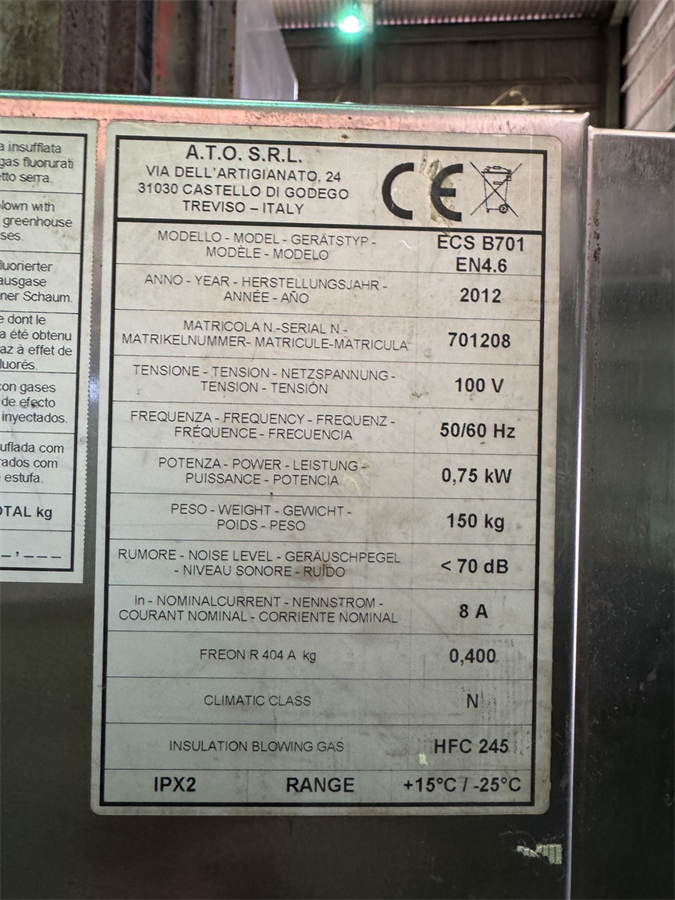 a insufflata
gas fluorurati
tto serra.
lown with
greenhouse
ses.
luorierter
ausgase
ner Schaum.
e dont le
a été obtenu
az à effet de
luorés.
con gases
de efecto
inyectados.
uflada com
rados com
estufa.
OTAL kg
_,___
A.T.O. S.R.L.
VIA DELL'ARTIGIANATO, 24
31030 CASTELLO DI GODEGO
TREVISO – ITALY
CE
MODELLO - MODEL - GERÄTSTYP -
MODÈLE - MODELO
ECS B701
EN4.6
ANNO - YEAR - HERSTELLUNGSJAHR -
ANNÉE - AÑO
2012
MATRICOLA N.-SERIAL N-
MATRIKELNUMMER- MATRICULE-MATRICULA
701208
TENSIONE - TENSION - NETZSPANNUNG -
TENSION - TENSIÓN
100 V
FREQUENZA - FREQUENCY - FREQUENZ -
FRÉQUENCE - FRECUENCIA
50/60 Hz
POTENZA - POWER - LEISTUNG -
PUISSANCE - POTENCIA
0,75 kW
PESO - WEIGHT - GEWICHT -
POIDS - PESO
150 kg
RUMORE - NOISE LEVEL - GERÄUSCHPEGEL
- NIVEAU SONORE - RUÍDO
< 70 dB
In - NOMINALCURRENT - NENNSTROM -
COURANT NOMINAL - CORRIENTE NOMINAL
8 A
FREON R 404 A kg
0,400
CLIMATIC CLASS
N
INSULATION BLOWING GAS
HFC 245
IPX2 RANGE +15°C / -25°C